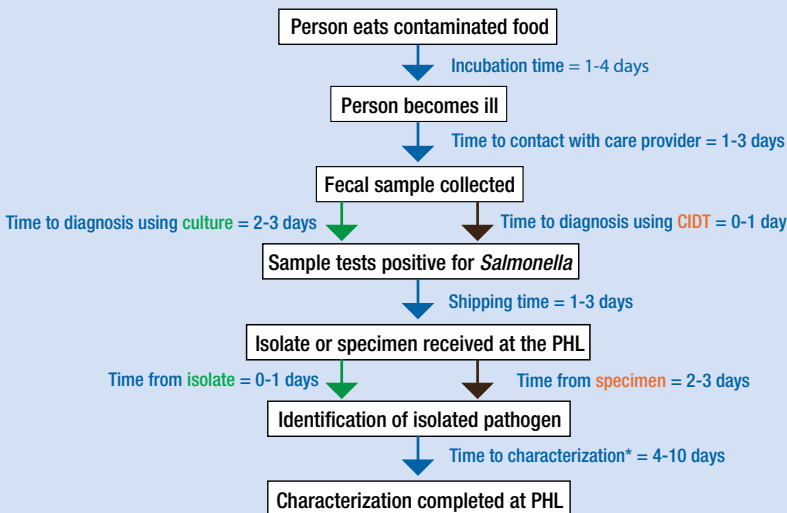 Person eats contaminated food
Incubation time = 1-4 days
Person becomes ill
Time to contact with care provider = 1-3 days
Fecal sample collected
Time to diagnosis using culture = 2-3 days
Time to diagnosis using CIDT = 0-1 day
Sample tests positive for Salmonella
Shipping time = 1-3 days
Isolate or specimen received at the PHL
Time from isolate = 0-1 days
Time from specimen = 2-3 days
Identification of isolated pathogen
Time to characterization* = 4-10 days
Characterization completed at PHL